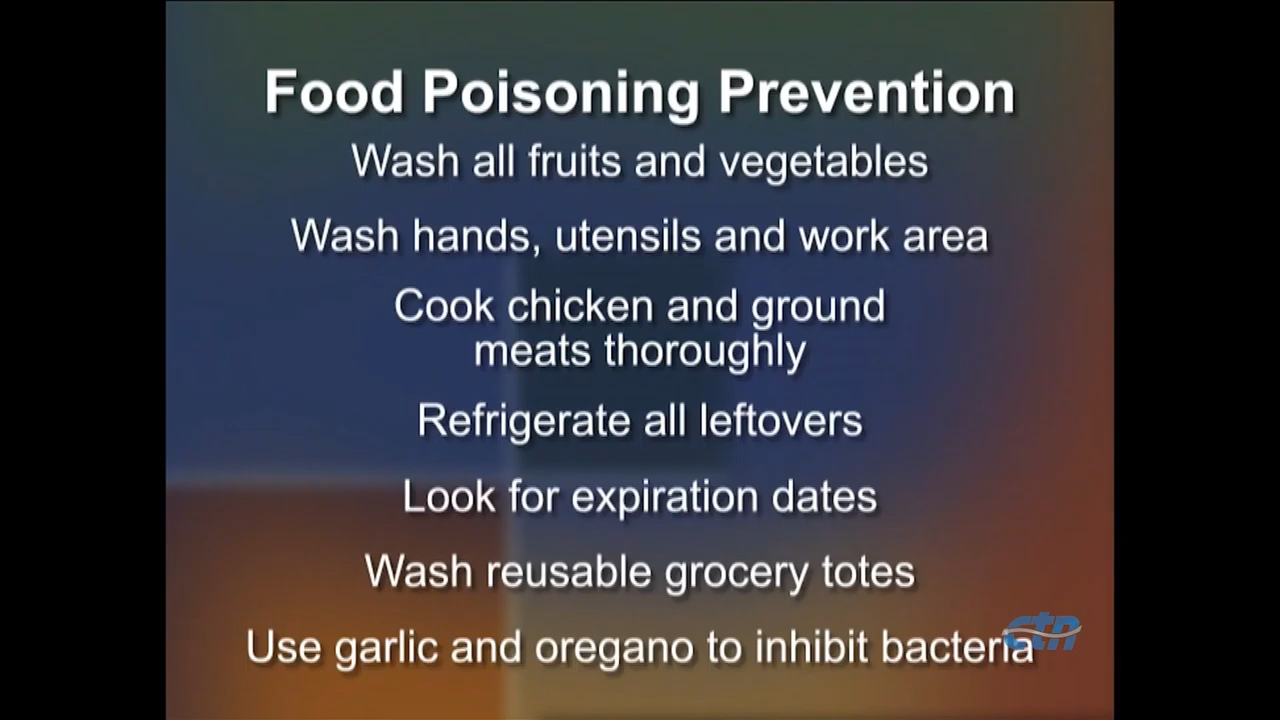 Food Poisoning Prevention
Wash all fruits and vegetables
Wash hands, utensils and work area
Cook chicken and ground
meats thoroughly
Refrigerate all leftovers
Look for expiration dates
Wash reusable grocery totes
Use garlic and oregano to inhibit bacteria
ctn